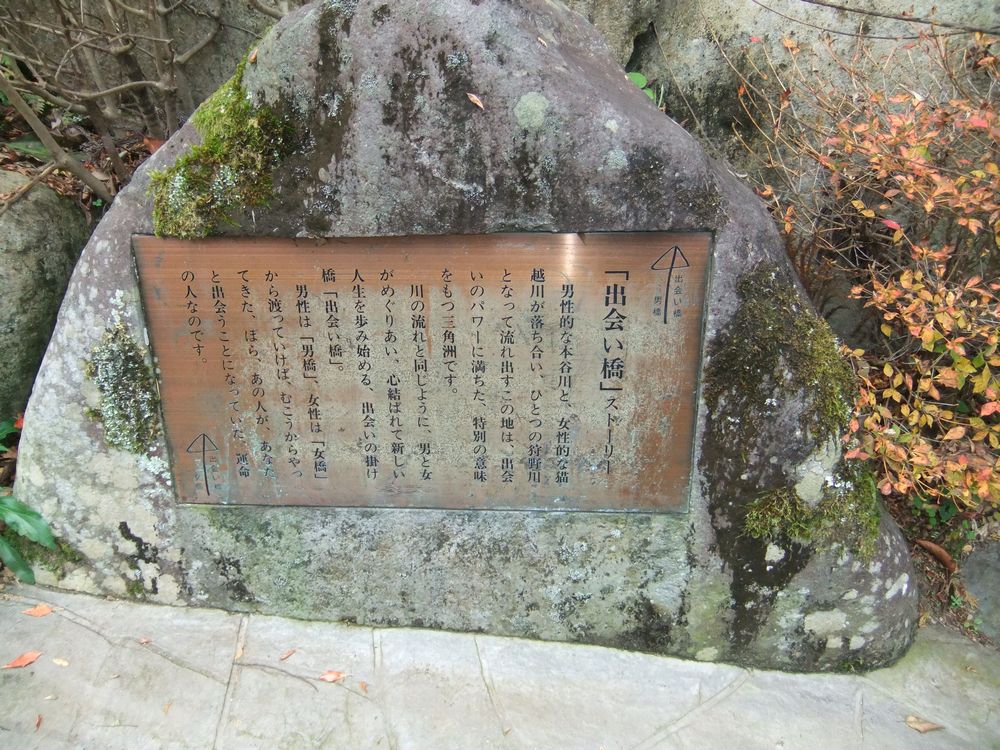 出会い橋
男橋
「出会い橋」ストーリー
男性的な本谷川と、女性的な猫
越川が落ち合い、ひとつの狩野川
となって流れ出すこの地は、出会
いのパワーに満ちた、特別の意味
をもつ三角洲です。
川の流れと同じように、男と女
がめぐりあい、心結ばれて新しい
人生を歩み始める、出会いの掛け
橋「出会い橋」。
男性は「男橋」、女性は「女橋」
から渡っていけば、むこうからやっ
てきた、ほら、あの人が、あなた
と出会うことになっていた、運命
の人なのです。
出会い橋